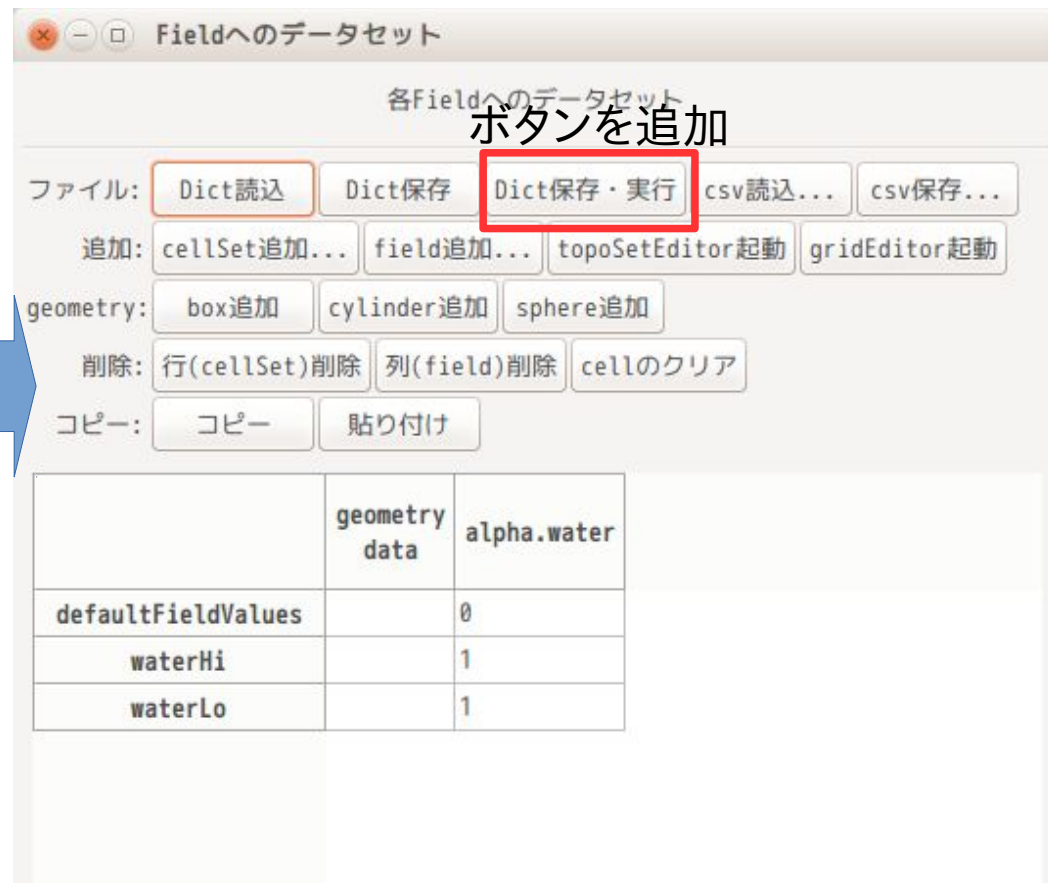 Fieldへのデータセット
各Fieldへのデータセット
ボタンを追加
ファイル: Dict読込 Dict保存 Dict保存・実行 csv読込... csv保存...
追加: cellSet追加... field追加... topoSetEditor起動 gridEditor起動
geometry: box追加 cylinder追加 sphere追加
削除: 行(cellSet)削除 列(field)削除 cellのクリア
コピー: コピー 貼り付け
geometry
data
alpha.water
defaultFieldValues 0
waterHi 1
waterLo 1